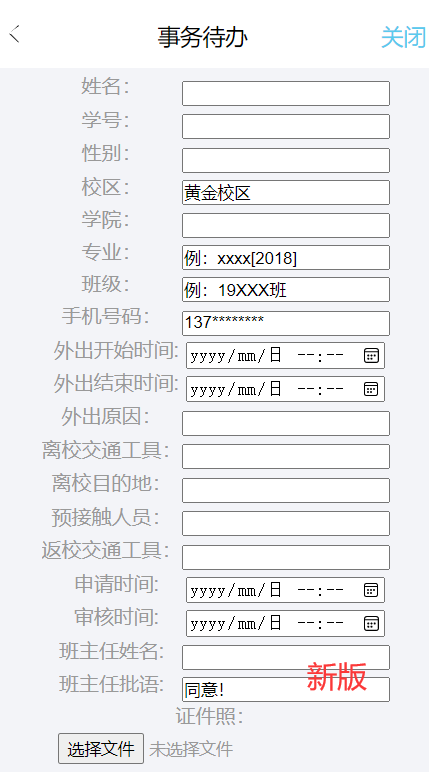 事务待办 关闭
姓名:
学号:
性别:
校区: 黄金校区
学院:
专业: 例：xxxx[2018]
班级: 例：19XXX班
手机号码: 137********
外出开始时间: yyyy/mm/日 --:--
外出结束时间: yyyy/mm/日 --:--
外出原因:
离校交通工具:
离校目的地:
预接触人员:
返校交通工具:
申请时间: yyyy/mm/日 --:--
审核时间: yyyy/mm/日 --:--
班主任姓名:
新版
班主任批语: 同意!
证件照:
选择文件 未选择文件